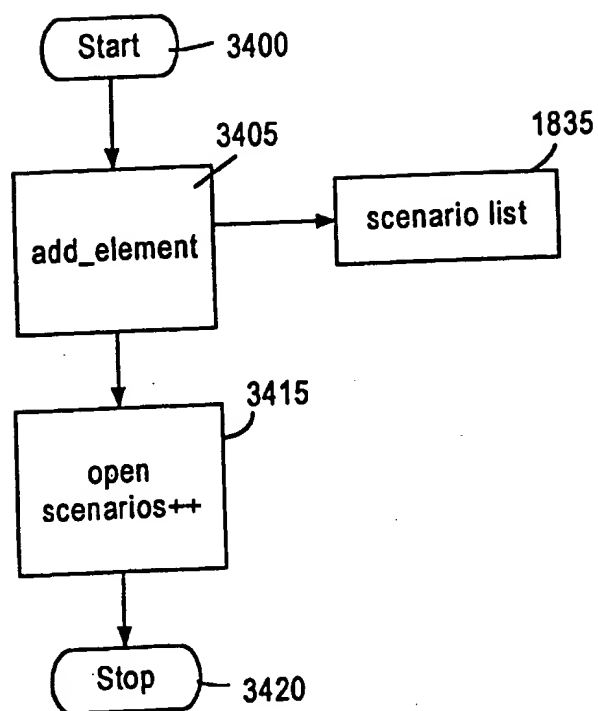 Start
3400
3405
1835
add_element
scenario list
3415
open
scenarios++
Stop
3420